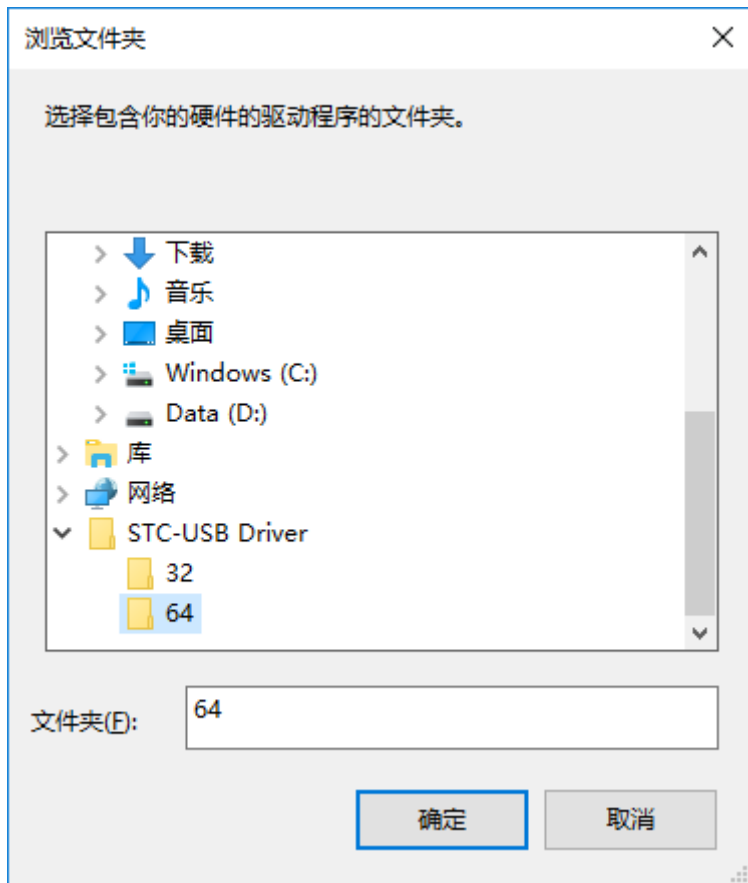 浏览文件夹
选择包含你的硬件的驱动程序的文件夹。
下载
音乐
桌面
Windows (C:)
Data (D:)
库
网络
STC-USB Driver
32
64
文件夹(F): 64
确定 取消